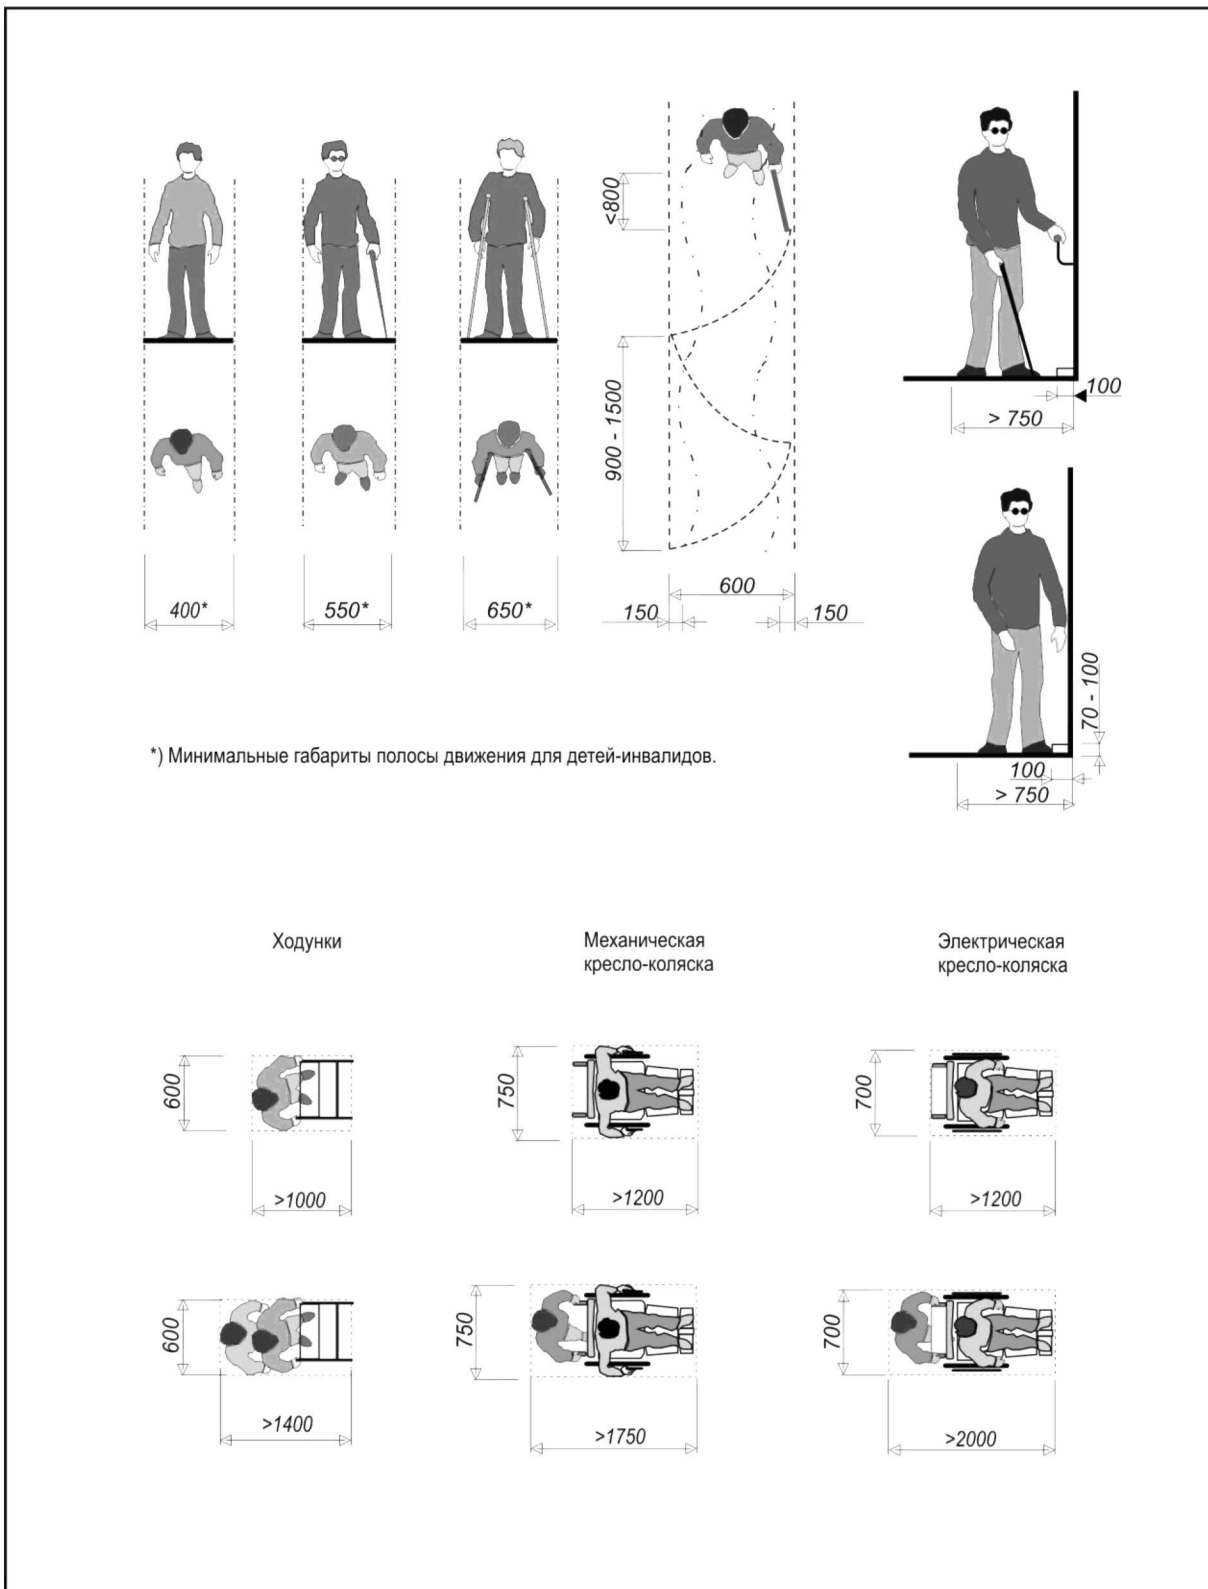 <800
900 - 1500
100
> 750
400*
550*
650*
600
150
150
70 - 100
100
> 750
*) Минимальные габариты полосы движения для детей-инвалидов.
Ходунки
Механическая
кресло-коляска
Электрическая
кресло-коляска
600
>1000
750
>1200
700
>1200
600
>1400
750
>1750
700
>2000